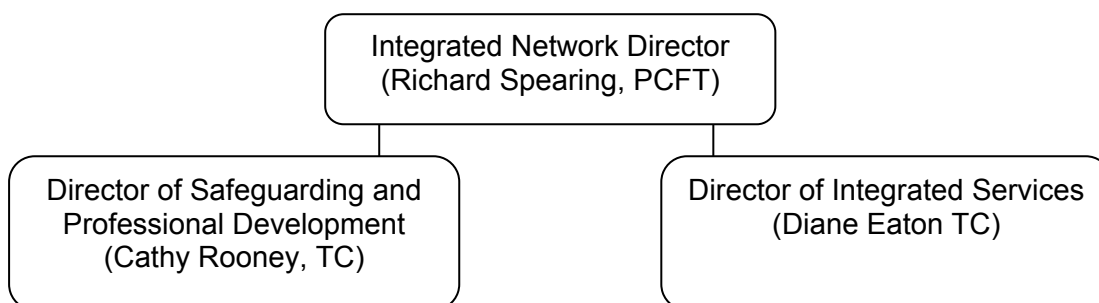 Integrated Network Director
(Richard Spearing, PCFT)
Director of Safeguarding and
Professional Development
(Cathy Rooney, TC)
Director of Integrated Services
(Diane Eaton TC)